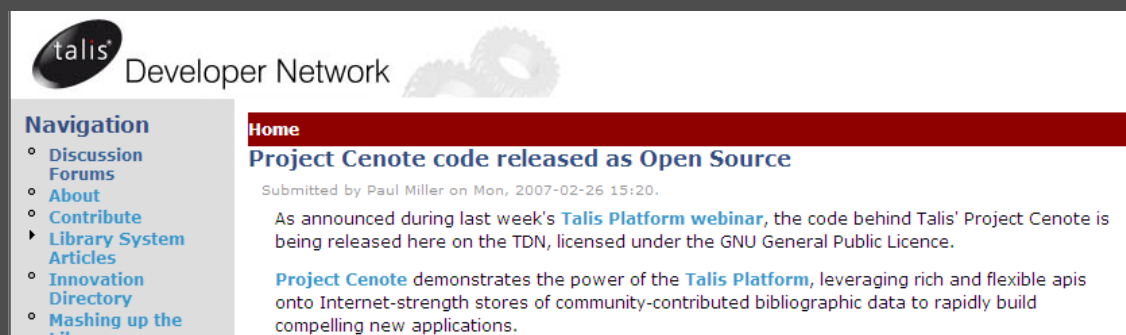 talis
Developer Network
Navigation
Discussion
Forums
About
Contribute
Library System
Articles
Innovation
Directory
Mashing up the
Home
Project Cenote code released as Open Source
Submitted by Paul Miller on Mon, 2007-02-26 15:20.
As announced during last week's Talis Platform webinar, the code behind Talis' Project Cenote is
being released here on the TDN, licensed under the GNU General Public Licence.
Project Cenote demonstrates the power of the Talis Platform, leveraging rich and flexible apis
onto Internet-strength stores of community-contributed bibliographic data to rapidly build
compelling new applications.